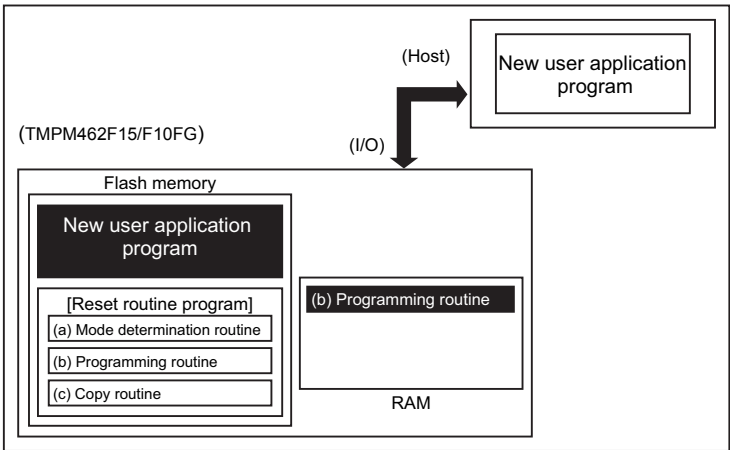 (Host)
New user application
program
(TMPM462F15/F10FG)
(I/O)
Flash memory
New user application
program
[Reset routine program]
(a) Mode determination routine
(b) Programming routine
(c) Copy routine
(b) Programming routine
RAM